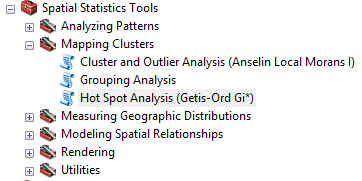 Spatial Statistics Tools
Analyzing Patterns
Mapping Clusters
Cluster and Outlier Analysis (Anselin Local Morans I)
Grouping Analysis
Hot Spot Analysis (Getis-Ord Gi*)
Measuring Geographic Distributions
Modeling Spatial Relationships
Rendering
Utilities